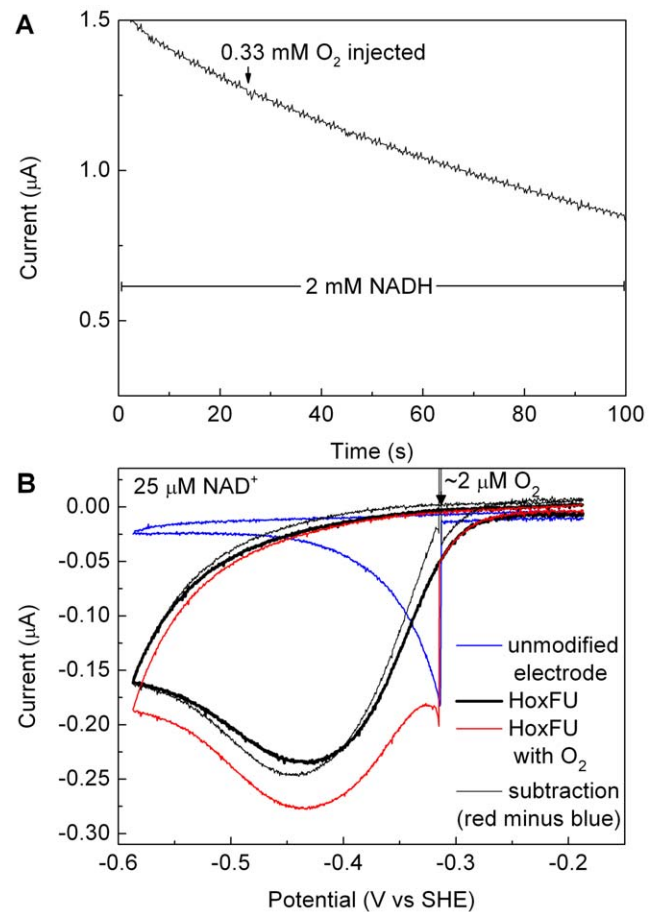 A
0.33 mM O₂ injected
1.5
1.0
0.5
Current (μA)
2 mM NADH
0 20 40 60 80 100
Time (s)
B
25 μM NAD⁺
~2 μM O₂
0.00
-0.05
-0.10
-0.15
-0.20
-0.25
-0.30
Current (μA)
unmodified
electrode
HoxFU
HoxFU
with O₂
subtraction
(red minus blue)
-0.6 -0.5 -0.4 -0.3 -0.2
Potential (V vs SHE)